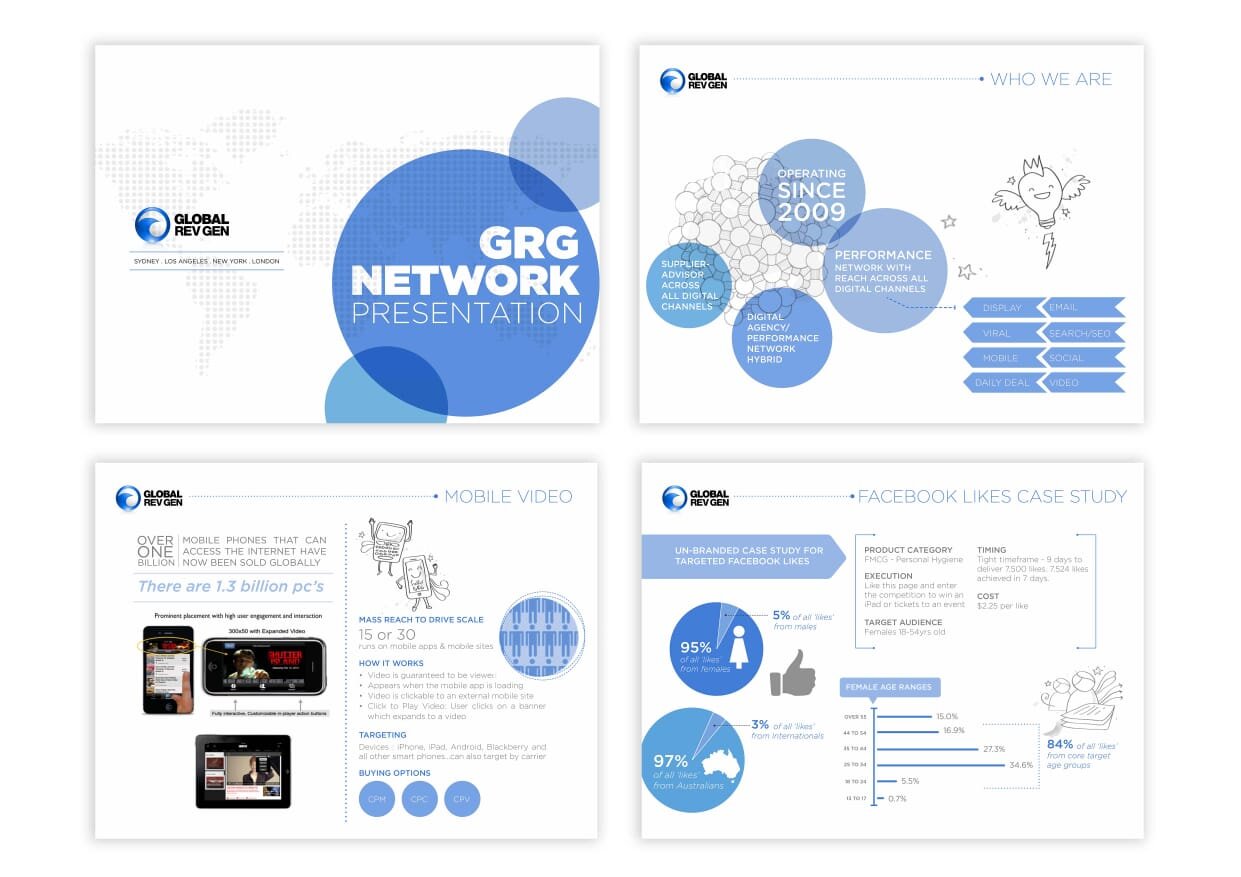 GLOBAL
REV GEN
SYDNEY . LOS ANGELES . NEW YORK . LONDON
GRG
NETWORK
PRESENTATION
GLOBAL
REV GEN
WHO WE ARE
OPERATING
SINCE
2009
SUPPLIER-
ADVISOR
ACROSS
ALL DIGITAL
CHANNELS
PERFORMANCE
NETWORK WITH
REACH ACROSS ALL
DIGITAL CHANNELS
DIGITAL
AGENCY/
PERFORMANCE
NETWORK
HYBRID
DISPLAY EMAIL
VIRAL SEARCH/SEO
MOBILE SOCIAL
DAILY DEAL VIDEO
GLOBAL
REV GEN
MOBILE VIDEO
OVER
ONE
BILLION
MOBILE PHONES THAT CAN
ACCESS THE INTERNET HAVE
NOW BEEN SOLD GLOBALLY
There are 1.3 billion pc's
Prominent placement with high user engagement and interaction
300x50 with Expanded Video
SHUTTER
ISLAND
Fully interactive, Customizable in player action buttons
MASS REACH TO DRIVE SCALE
15 or 30
runs on mobile apps & mobile sites
HOW IT WORKS
• Video is guaranteed to be viewed:
• Appears when the mobile app is loading
• Video is clickable to an external mobile site
• Click to Play Video: User clicks on a banner
which expands to a video
TARGETING
Devices : iPhone, iPad, Android, Blackberry and
all other smart phones...can also target by carrier
BUYING OPTIONS
CPM CPC CPV
GLOBAL
REV GEN
FACEBOOK LIKES CASE STUDY
UN-BRANDED CASE STUDY FOR
TARGETED FACEBOOK LIKES
PRODUCT CATEGORY
FMCG - Personal Hygiene
EXECUTION
Like this page and enter
the competition to win an
iPad or tickets to an event
TARGET AUDIENCE
Females 18-54yrs old
TIMING
Tight timeframe - 9 days to
deliver 7,500 likes. 7,524 likes
achieved in 7 days.
COST
$2.25 per like
95%
of all 'likes'
from females
5% of all 'likes'
from males
97%
of all 'likes'
from Australians
3% of all 'likes'
from Internationals
FEMALE AGE RANGES
OVER 55 15.0%
44 TO 54 16.9%
35 TO 44 27.3%
25 TO 34 34.6%
18 TO 24 5.5%
13 TO 17 0.7%
84% of all 'likes'
from core target
age groups